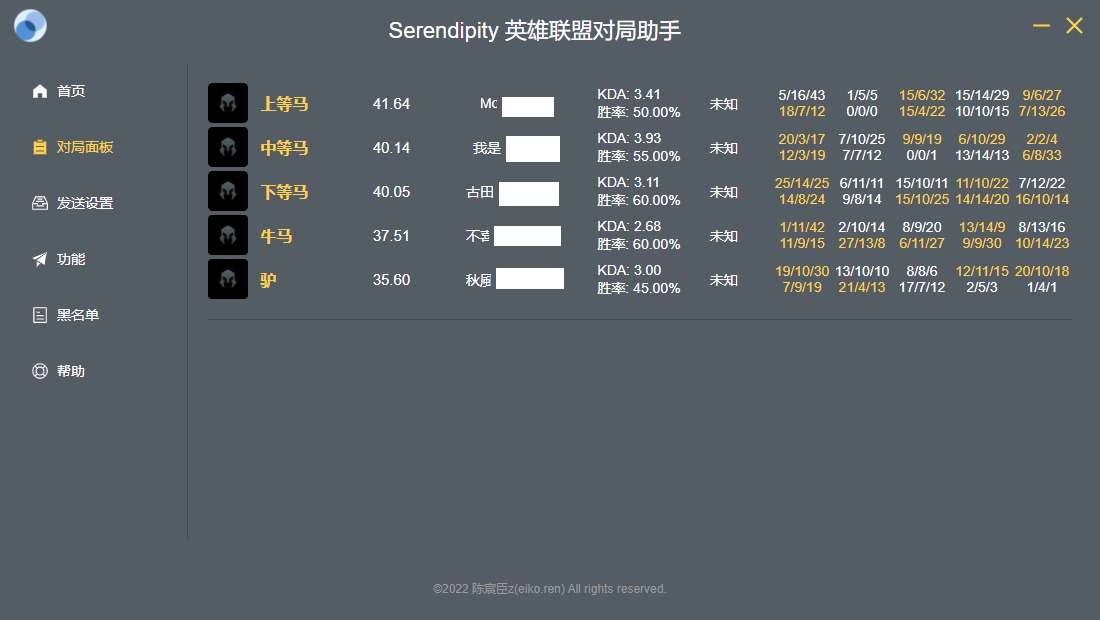 Serendipity 英雄联盟对局助手
首页
对局面板
发送设置
功能
黑名单
帮助
上等马 41.64 KDA: 3.41 未知 5/16/43 1/5/5 15/6/32 15/14/29 9/6/27
胜率: 50.00% 18/7/12 0/0/0 15/4/22 10/10/15 7/13/26
中等马 40.14 我是 KDA: 3.93 未知 20/3/17 7/10/25 9/9/19 6/10/29 2/2/4
胜率: 55.00% 12/3/19 7/7/12 0/0/1 13/14/13 6/8/33
下等马 40.05 古田 KDA: 3.11 未知 25/14/25 6/11/11 15/10/11 11/10/22 7/12/22
胜率: 60.00% 14/8/24 9/8/14 15/10/25 14/14/20 16/10/14
牛马 37.51 不喜 KDA: 2.68 未知 1/11/42 2/10/14 8/9/20 13/14/9 8/13/16
胜率: 60.00% 11/9/15 27/13/8 6/11/27 9/9/30 10/14/23
驴 35.60 秋風 KDA: 3.00 未知 19/10/30 13/10/10 8/8/6 12/11/15 20/10/18
胜率: 45.00% 7/9/19 21/4/13 17/7/12 2/5/3 1/4/1
©2022 陈宸臣z(eiko.ren) All rights reserved.